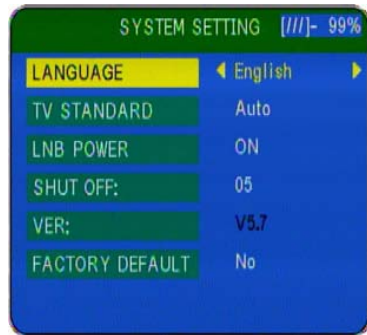 SYSTEM SETTING [///]- 99%
LANGUAGE English
TV STANDARD Auto
LNB POWER ON
SHUT OFF: 05
VER: V5.7
FACTORY DEFAULT No